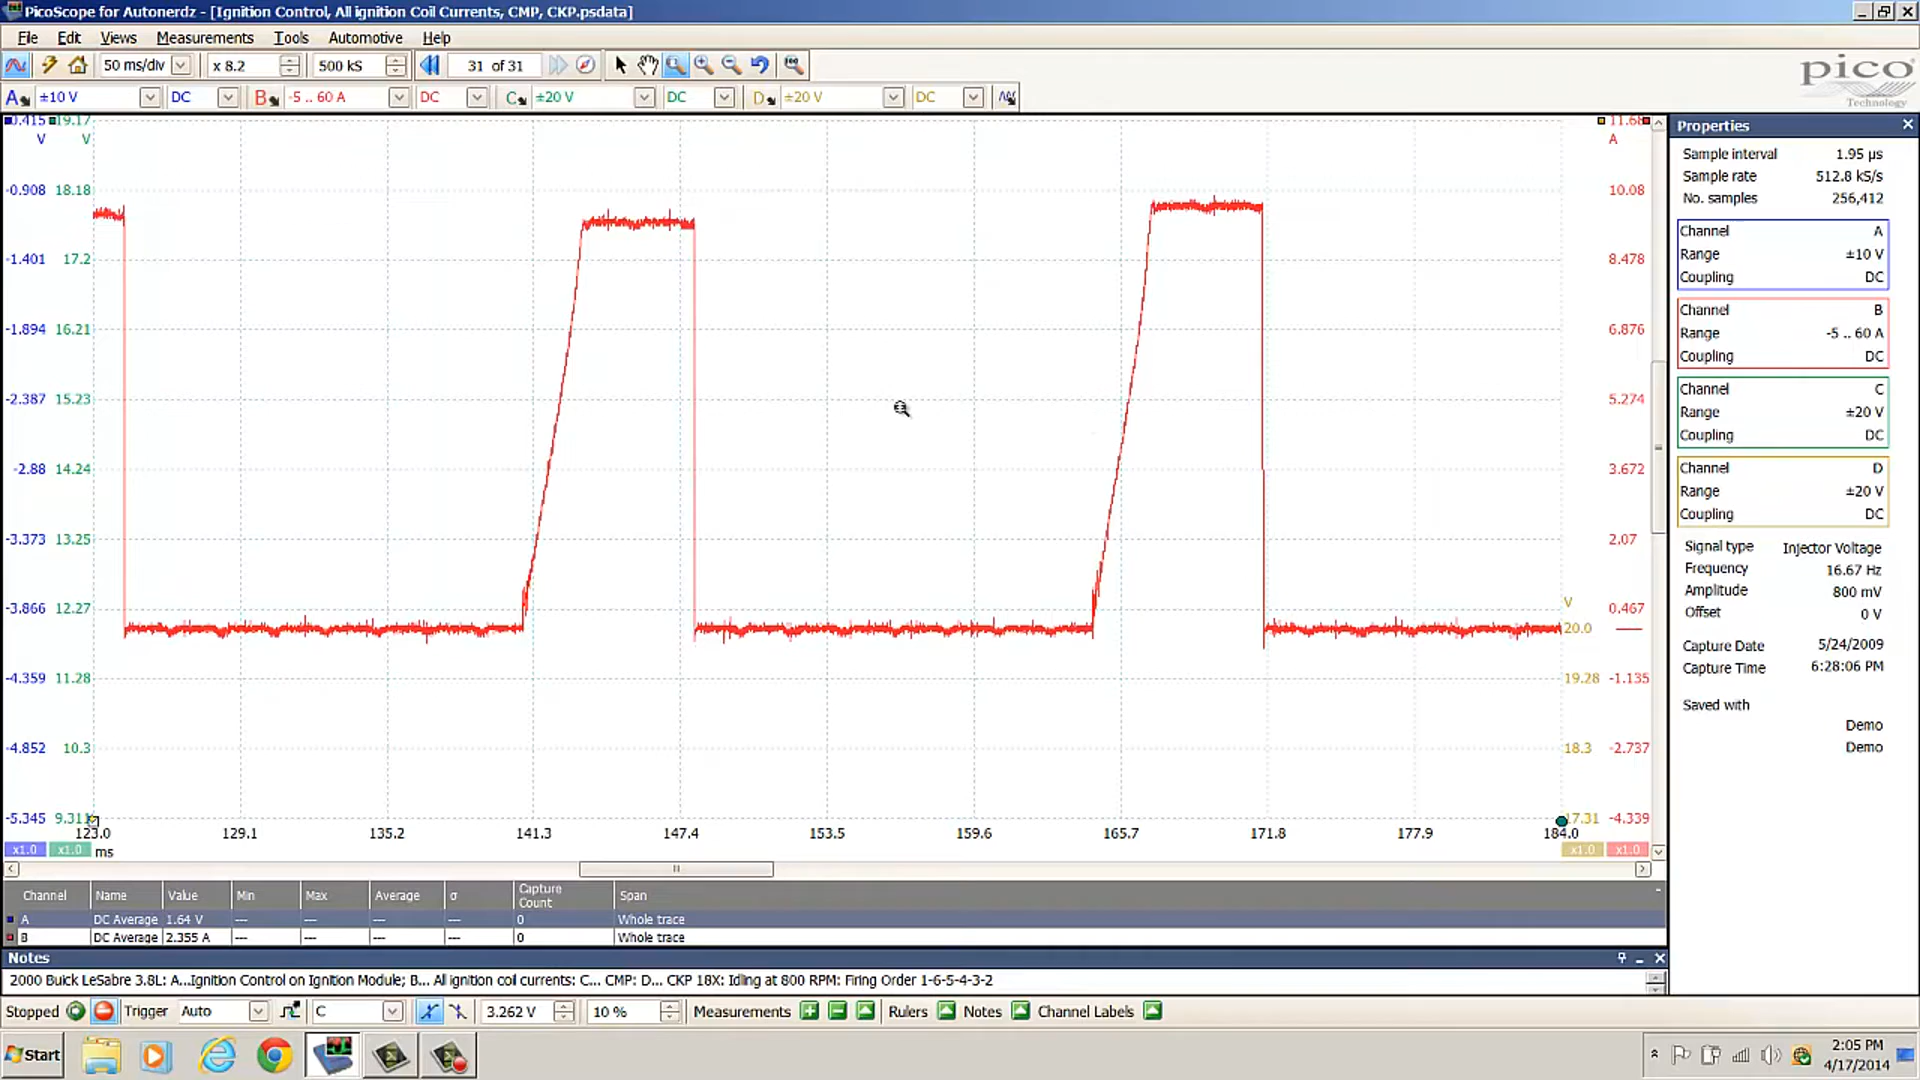 PicoScope for Autonerdz - [Ignition Control, All ignition Coil Currents, CMP, CKP.psdata]
File Edit Views Measurements Tools Automotive Help
50 ms/div x 8.2 500 kS 31 of 31
A ±10 V DC B -5 .. 60 A DC C ±20 V DC D ±20 V DC
pico
Technology
0.415 19.17 11.68
V V A
-0.908 18.18 10.08
-1.401 17.2 8.478
-1.894 16.21 6.876
-2.387 15.23 5.274
-2.88 14.24 3.672
-3.373 13.25 2.07
-3.866 12.27 V 0.467
20.0
-4.359 11.28 19.28 -1.135
-4.852 10.3 18.3 -2.737
-5.345 9.311 17.31 -4.339
123.0 129.1 135.2 141.3 147.4 153.5 159.6 165.7 171.8 177.9 184.0
x1.0 x1.0 ms x1.0 x1.0
Properties
Sample interval 1.95 µs
Sample rate 512.8 kS/s
No. samples 256,412
Channel A
Range ±10 V
Coupling DC
Channel B
Range -5 .. 60 A
Coupling DC
Channel C
Range ±20 V
Coupling DC
Channel D
Range ±20 V
Coupling DC
Signal type Injector Voltage
Frequency 16.67 Hz
Amplitude 800 mV
Offset 0 V
Capture Date 5/24/2009
Capture Time 6:28:06 PM
Saved with
Demo
Demo
Channel Name Value Min Max Average σ Capture Count Span
A DC Average 1.64 V --- --- --- --- 0 Whole trace
B DC Average 2.355 A --- --- --- --- 0 Whole trace
Notes
2000 Buick LeSabre 3.8L: A...Ignition Control on Ignition Module; B... All ignition coil currents: C... CMP: D... CKP 18X: Idling at 800 RPM: Firing Order 1-6-5-4-3-2
Stopped Trigger Auto C 3.262 V 10 % Measurements Rulers Notes Channel Labels
Start
2:05 PM
4/17/2014